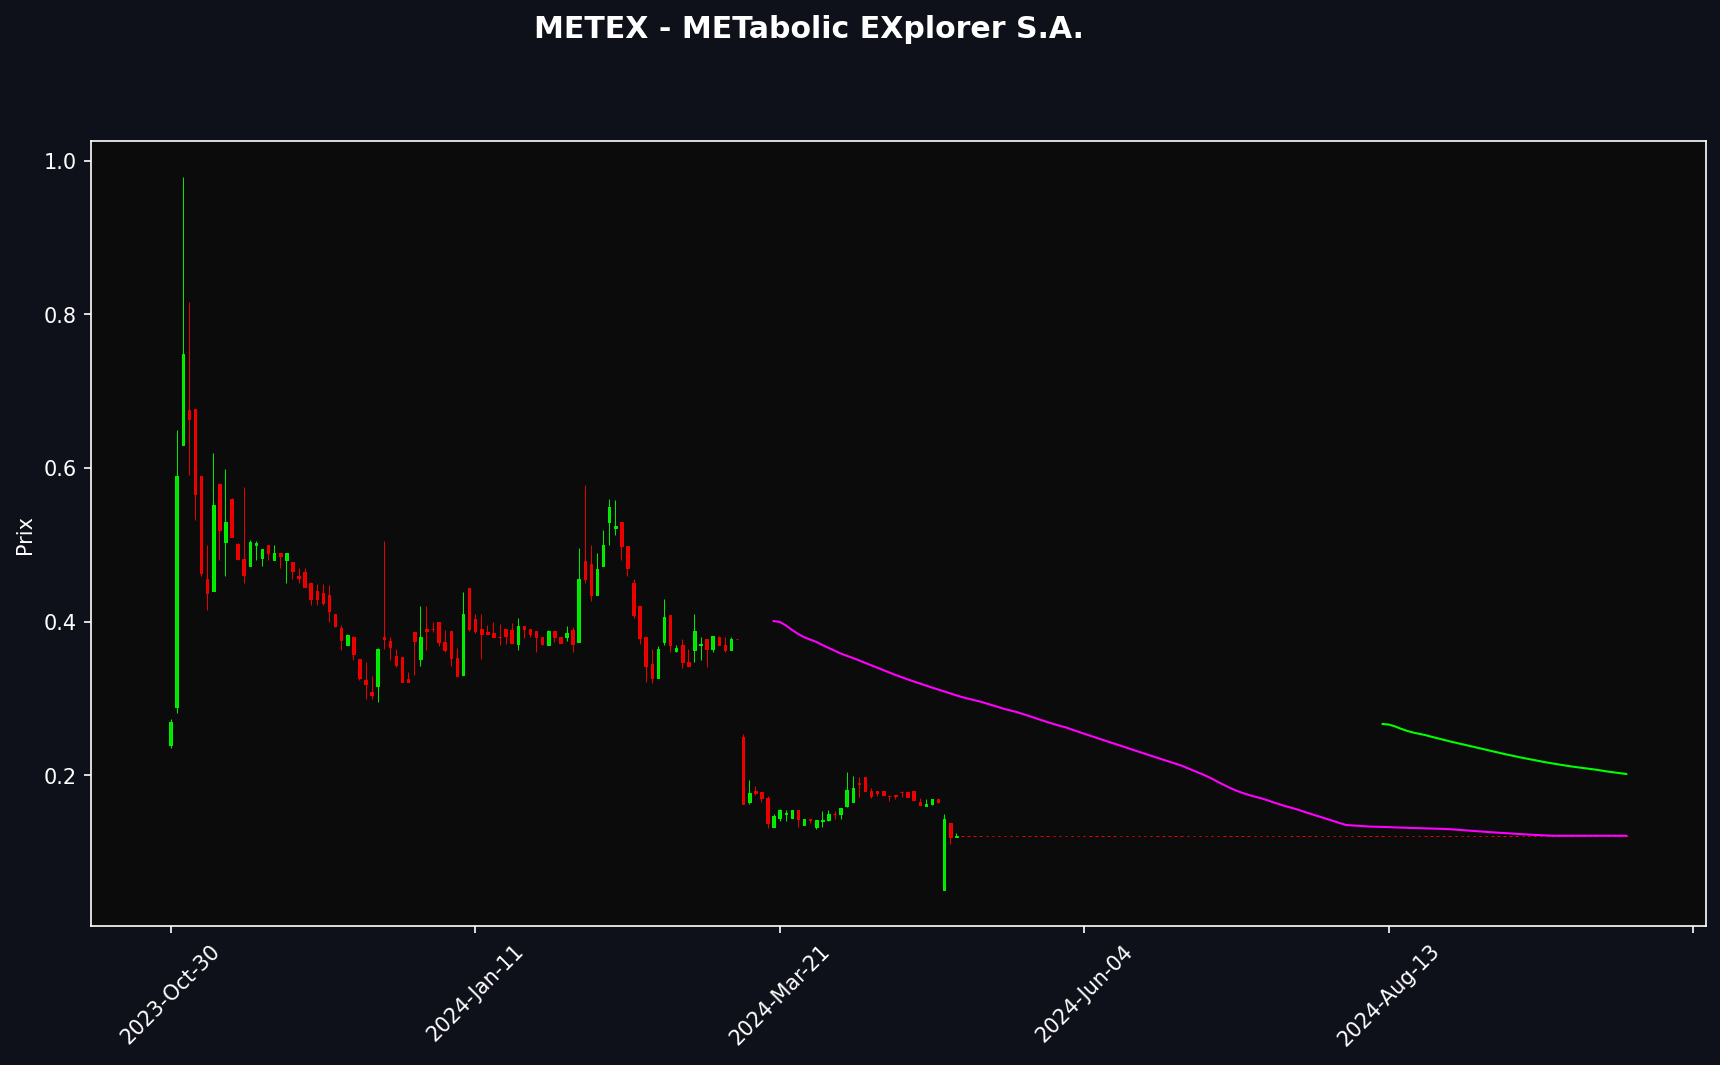 METEX - METabolic EXplorer S.A.
1.0
0.8
0.6
0.4
0.2
Prix
2023-Oct-30
2024-Jan-11
2024-Mar-21
2024-Jun-04
2024-Aug-13